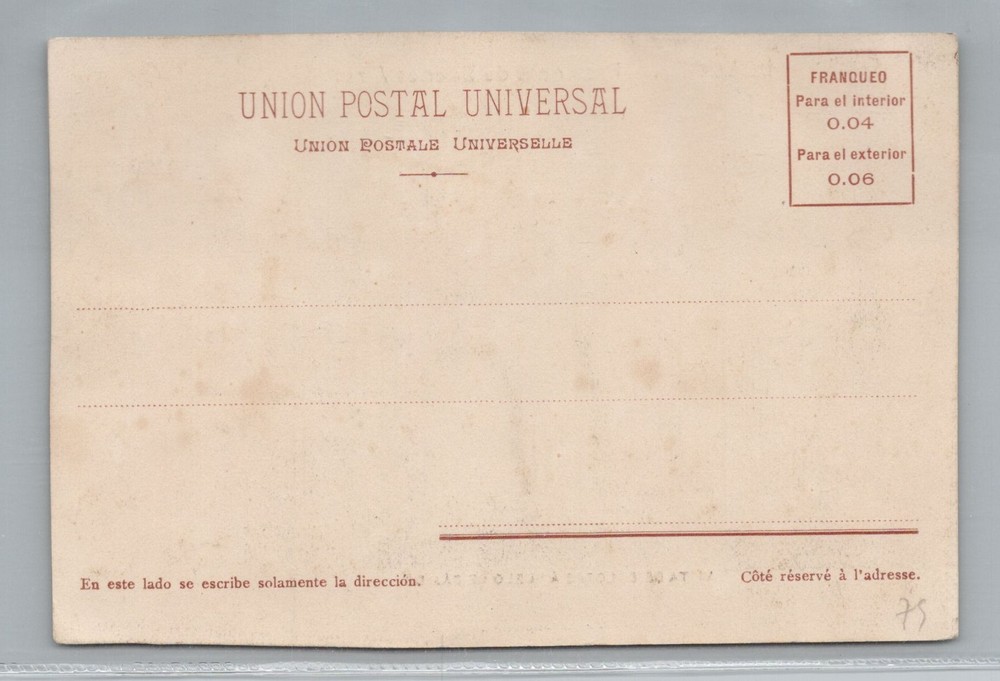 UNION POSTAL UNIVERSAL
UNION POSTALE UNIVERSELLE
FRANQUEO
Para el interior
0.04
Para el exterior
0.06
En este lado se escribe solamente la dirección.
Côté réservé à l'adresse.
75